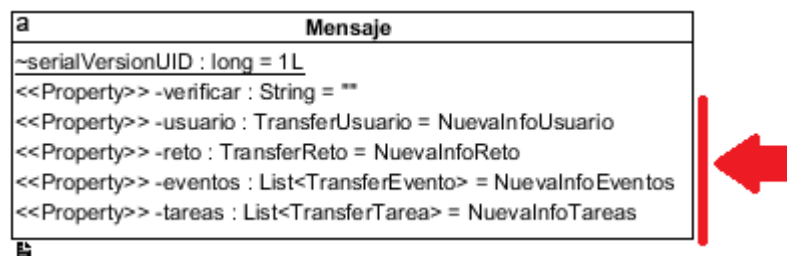 a
Mensaje
~serialVersionUID : long = 1L
<<Property>> -verificar : String = ""
<<Property>> -usuario : TransferUsuario = NuevaInfoUsuario
<<Property>> -reto : TransferReto = NuevaInfoReto
<<Property>> -eventos : List<TransferEvento> = NuevaInfoEventos
<<Property>> -tareas : List<TransferTarea> = NuevaInfoTareas